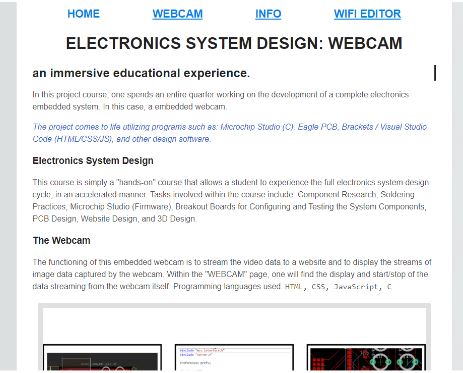 HOME WEBCAM INFO WIFI EDITOR
ELECTRONICS SYSTEM DESIGN: WEBCAM
an immersive educational experience.
In this project course, one spends an entire quarter working on the development of a complete electronics
embedded system. In this case, a embedded webcam.
The project comes to life utilizing programs such as: Microchip Studio (C), Eagle PCB, Brackets / Visual Studio
Code (HTML/CSS/JS), and other design software.
Electronics System Design
This course is simply a "hands-on" course that allows a student to experience the full electronics system design
cycle, in an accelerated manner. Tasks involved within the course include: Component Research, Soldering
Practices, Microchip Studio (Firmware), Breakout Boards for Configuring and Testing the System Components,
PCB Design, Website Design, and 3D Design.
The Webcam
The functioning of this embedded webcam is to stream the video data to a website and to display the streams of
image data captured by the webcam. Within the "WEBCAM" page, one will find the display and start/stop of the
data streaming from the webcam itself. Programming languages used: HTML, CSS, JavaScript, C